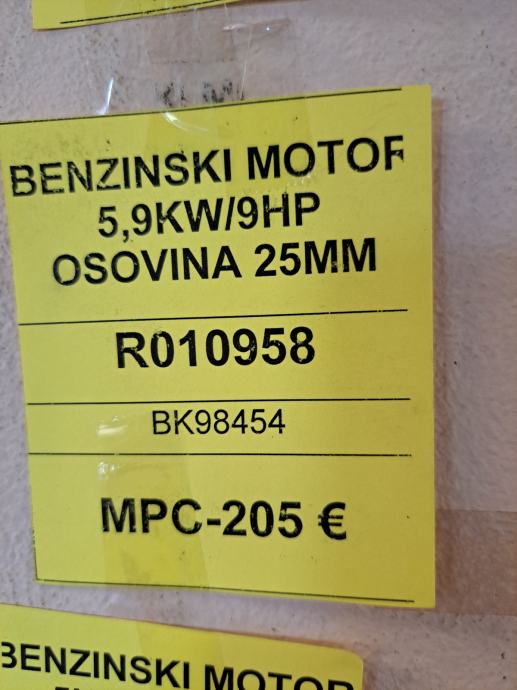 BENZINSKI MOTOR
5,9KW/9HP
OSOVINA 25MM
R010958
BK98454
MPC-205 €
BENZINSKI MOTOR